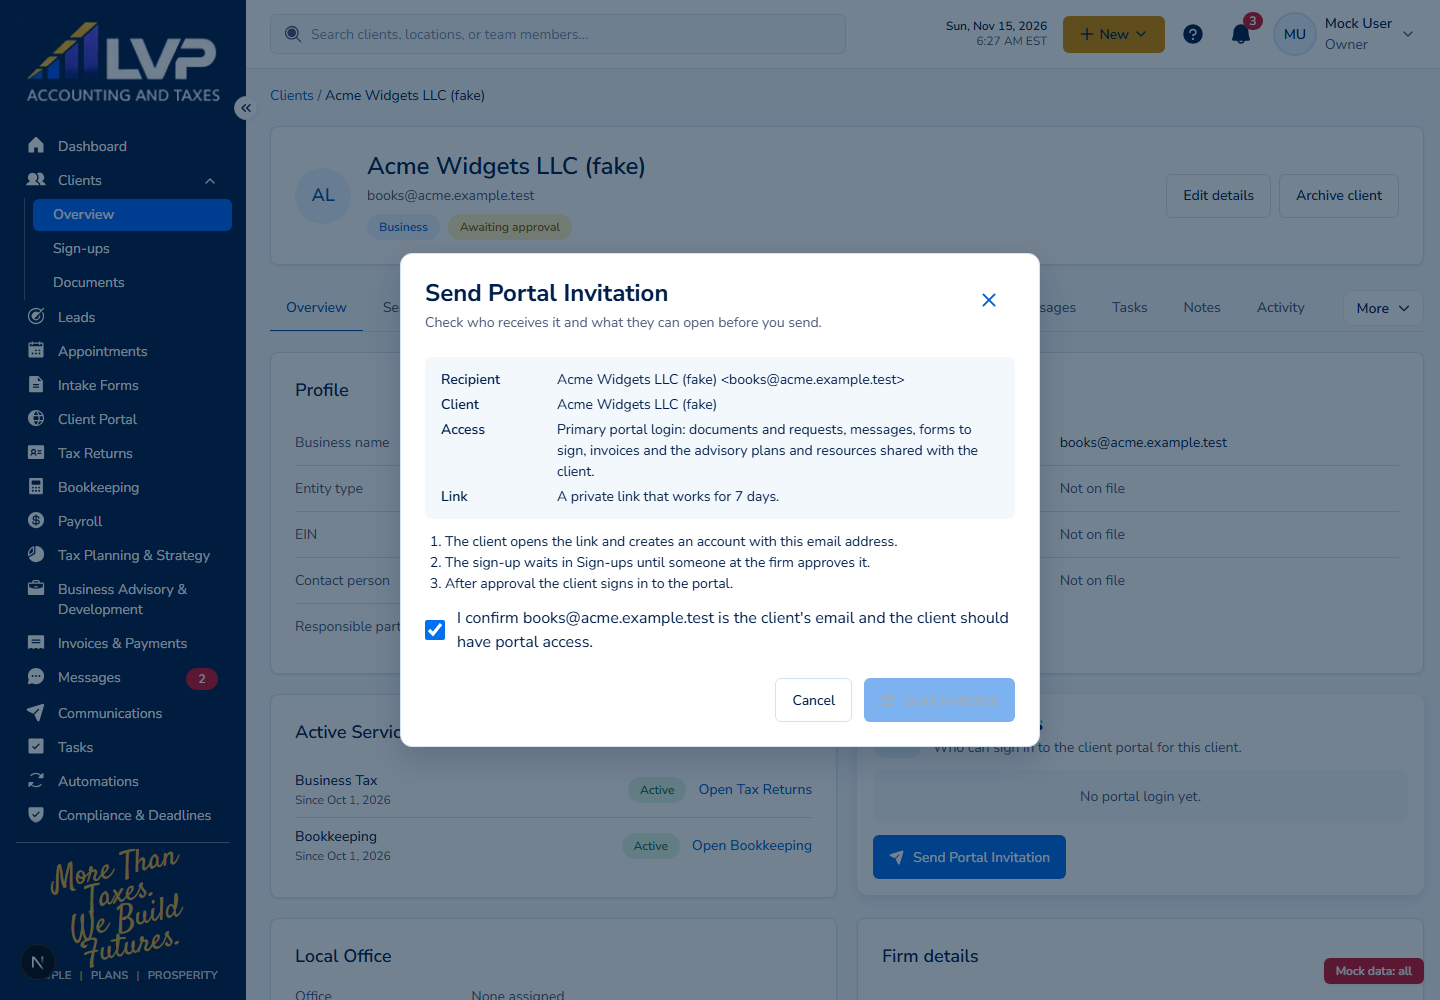 LVP
ACCOUNTING AND TAXES
Search clients, locations, or team members...
Sun, Nov 15, 2026
6:27 AM EST
New
3
MU
Mock User
Owner
Dashboard
Clients
Overview
Sign-ups
Documents
Leads
Appointments
Intake Forms
Client Portal
Tax Returns
Bookkeeping
Payroll
Tax Planning & Strategy
Business Advisory &
Development
Invoices & Payments
Messages 2
Communications
Tasks
Automations
Compliance & Deadlines
More Than
Taxes.
We Build
Futures.
N
PLE | PLANS | PROSPERITY
Clients / Acme Widgets LLC (fake)
AL
Acme Widgets LLC (fake)
books@acme.example.test
Business
Awaiting approval
Edit details
Archive client
Overview
Se
sages
Tasks
Notes
Activity
More
Profile
Business name
books@acme.example.test
Entity type
Not on file
EIN
Not on file
Contact person
Not on file
Responsible part
Send Portal Invitation
Check who receives it and what they can open before you send.
Recipient Acme Widgets LLC (fake) <books@acme.example.test>
Client Acme Widgets LLC (fake)
Access Primary portal login: documents and requests, messages, forms to
sign, invoices and the advisory plans and resources shared with the
client.
Link A private link that works for 7 days.
1. The client opens the link and creates an account with this email address.
2. The sign-up waits in Sign-ups until someone at the firm approves it.
3. After approval the client signs in to the portal.
I confirm books@acme.example.test is the client's email and the client should
have portal access.
Cancel
Active Servic
Business Tax
Since Oct 1, 2026
Active
Open Tax Returns
Bookkeeping
Since Oct 1, 2026
Active
Open Bookkeeping
s
Who can sign in to the client portal for this client.
No portal login yet.
Send Portal Invitation
Local Office
Office
None assigned
Firm details
Mock data: all